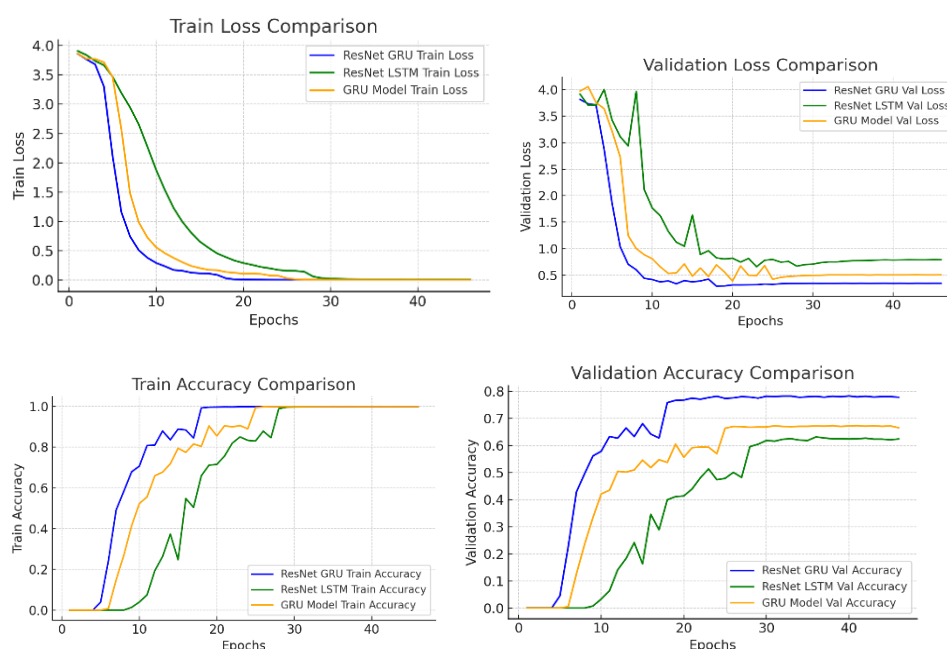 Train Loss Comparison
Train Loss
4.0
3.5
3.0
2.5
2.0
1.5
1.0
0.5
0.0
ResNet GRU Train Loss
ResNet LSTM Train Loss
GRU Model Train Loss
0 10 20 30 40
Epochs
Validation Loss Comparison
Validation Loss
4.0
3.5
3.0
2.5
2.0
1.5
1.0
0.5
ResNet GRU Val Loss
ResNet LSTM Val Loss
GRU Model Val Loss
0 10 20 30 40
Epochs
Train Accuracy Comparison
Train Accuracy
1.0
0.8
0.6
0.4
0.2
0.0
ResNet GRU Train Accuracy
ResNet LSTM Train Accuracy
GRU Model Train Accuracy
0 10 20 30 40
Epochs
Validation Accuracy Comparison
Validation Accuracy
0.8
0.7
0.6
0.5
0.4
0.3
0.2
0.1
0.0
ResNet GRU Val Accuracy
ResNet LSTM Val Accuracy
GRU Model Val Accuracy
0 10 20 30 40
Epochs